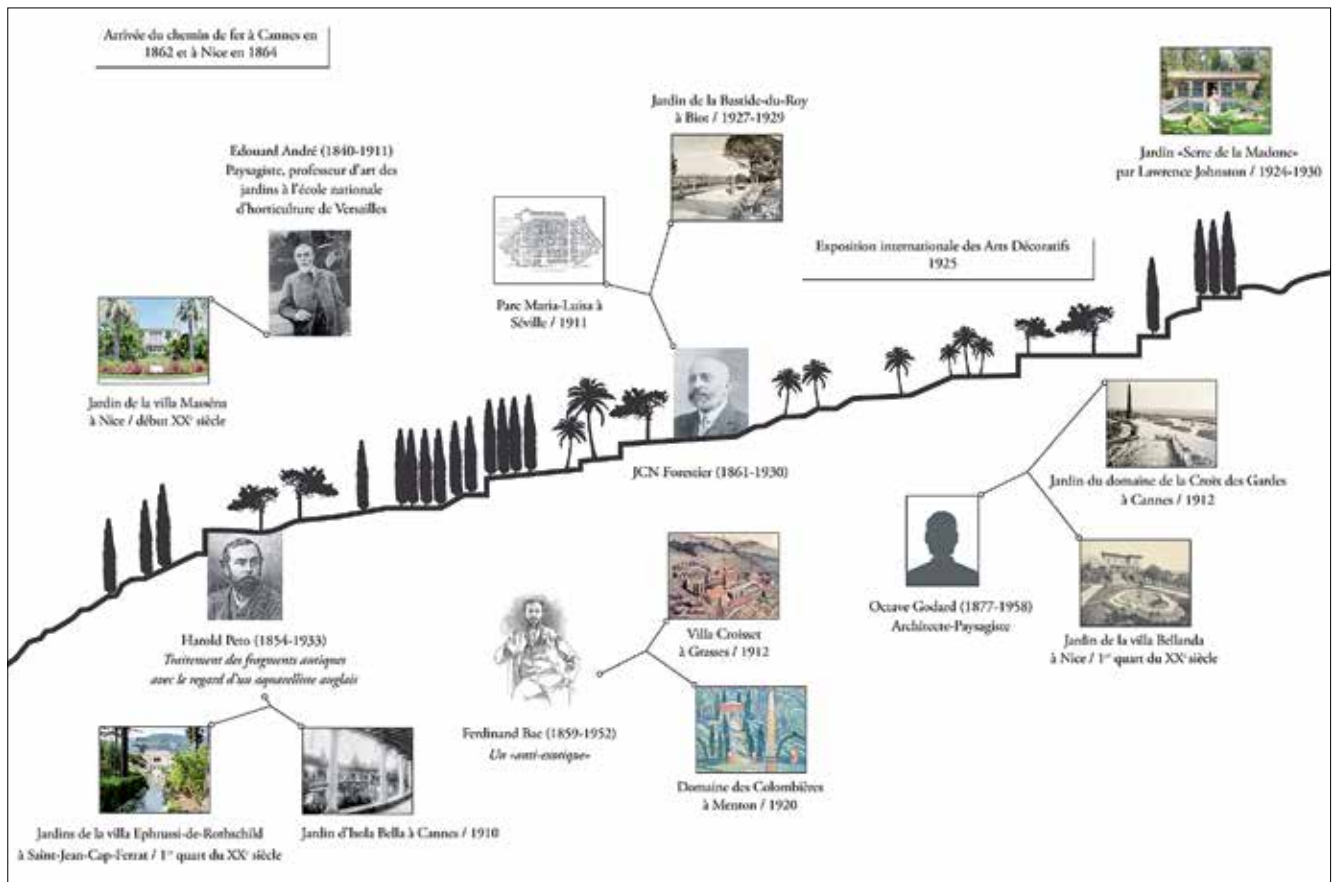 Arrivée du chemin de fer à Cannes en
1862 et à Nice en 1864
Edouard André (1840-1911)
Paysagiste, professeur d'art des
jardins à l'école nationale
d'horticulture de Versailles
Jardin de la villa Masséna
à Nice / début XXe siècle
Jardin de la Bastide-du-Roy
à Biot / 1927-1929
Parc Maria-Luisa à
Séville / 1911
JCN Forestier (1861-1930)
Exposition internationale des Arts Décoratifs
1925
Jardin «Serre de la Madone»
par Lawrence Johnston / 1924-1930
Harold Peto (1854-1933)
Traitement des fragments antiques
avec le regard d'un aquarelliste anglais
Jardins de la villa Ephrussi-de-Rothschild
à Saint-Jean-Cap-Ferrat / 1er quart du XXe siècle
Jardin d'Isola Bella à Cannes / 1910
Ferdinand Bac (1859-1952)
Un «anti-exotique»
Villa Croisset
à Grasses / 1912
Domaine des Colombières
à Menton / 1920
Octave Godard (1877-1958)
Architecte-Paysagiste
Jardin du domaine de la Croix des Gardes
à Cannes / 1912
Jardin de la villa Bellanda
à Nice / 1er quart du XXe siècle